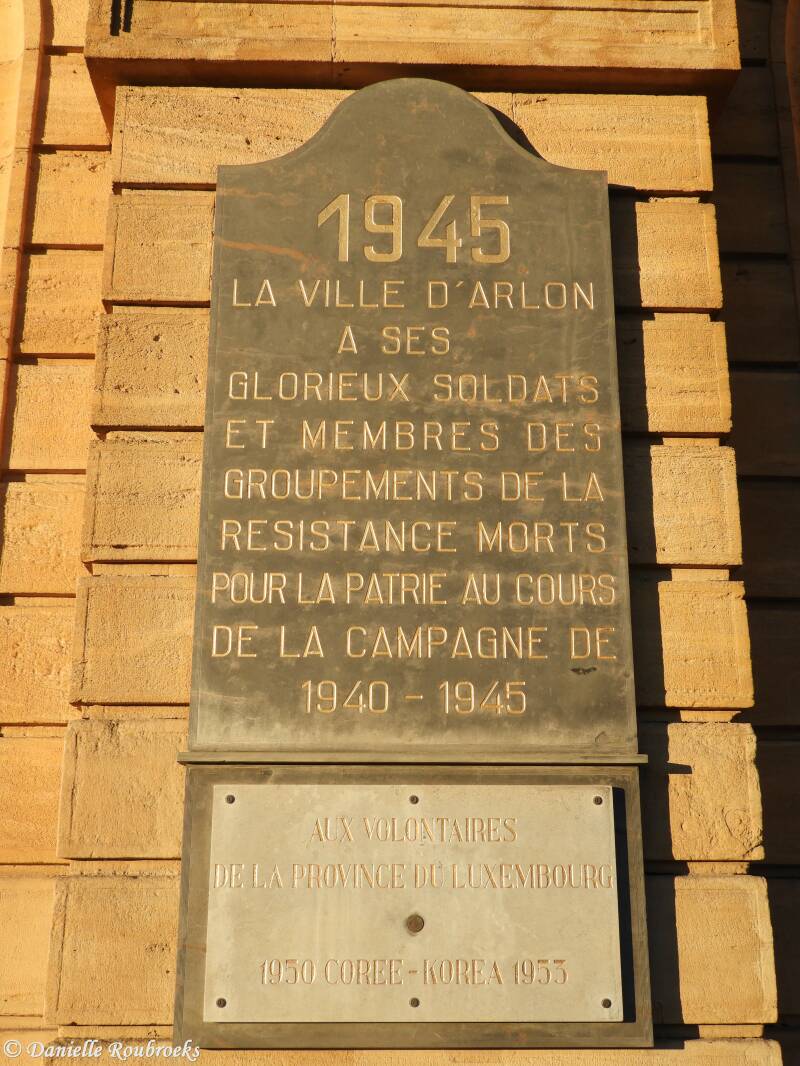 1945
LA VILLE D'ARLON
A SES
GLORIEUX SOLDATS
ET MEMBRES DES
GROUPEMENTS DE LA
RESISTANCE MORTS
POUR LA PATRIE AU COURS
DE LA CAMPAGNE DE
1940 - 1945
AUX VOLONTAIRES
DE LA PROVINCE DU LUXEMBOURG
1950 COREE - KOREA 1953
© Danielle Roubroeks